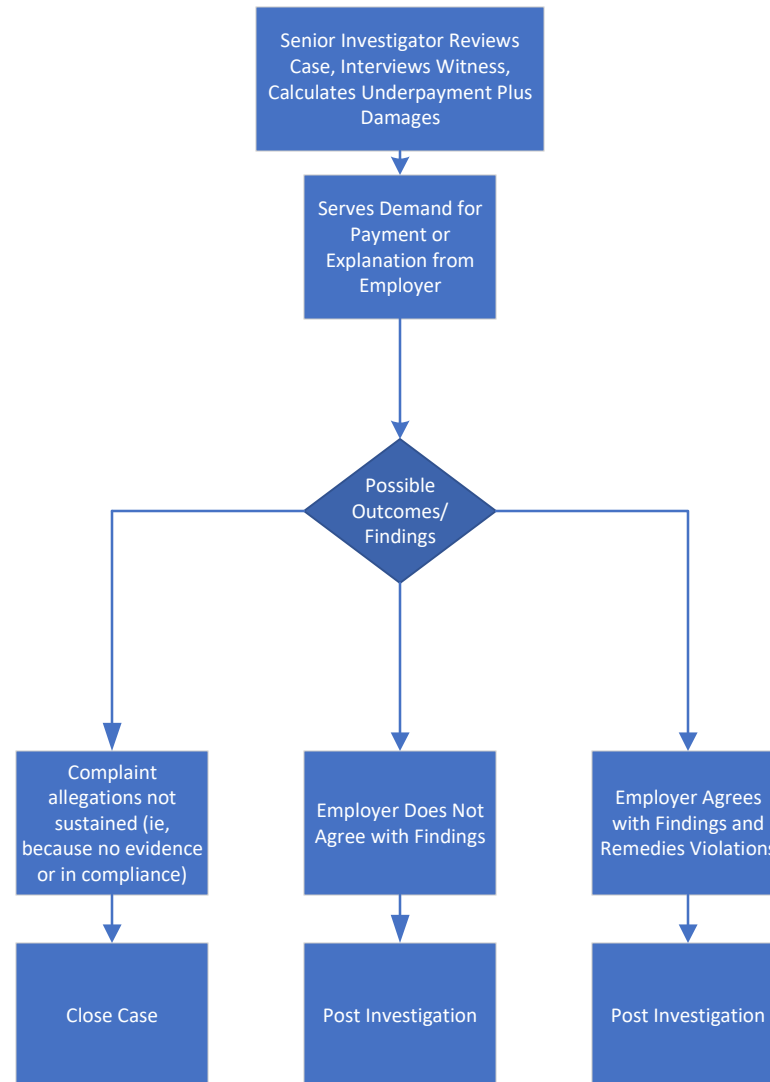 Senior Investigator Reviews
Case, Interviews Witness,
Calculates Underpayment Plus
Damages
Serves Demand for
Payment or
Explanation from
Employer
Possible
Outcomes/
Findings
Complaint
allegations not
sustained (ie,
because no evidence
or in compliance)
Employer Does Not
Agree with Findings
Employer Agrees
with Findings and
Remedies Violations
Close Case
Post Investigation
Post Investigation